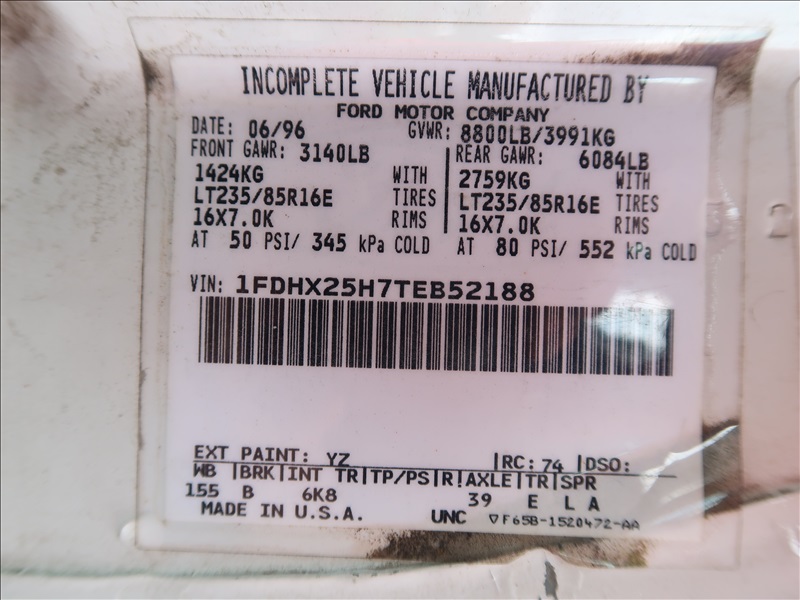 INCOMPLETE VEHICLE MANUFACTURED BY
FORD MOTOR COMPANY
DATE: 06/96 GVWR: 8800LB/3991KG
FRONT GAWR: 3140LB REAR GAWR: 6084LB
1424KG WITH 2759KG WITH
LT235/85R16E TIRES LT235/85R16E TIRES
16X7.0K RIMS 16X7.0K RIMS
AT 50 PSI/ 345 kPa COLD AT 80 PSI/ 552 kPa COLD
VIN: 1FDHX25H7TEB52188
EXT PAINT: YZ RC: 74 DSO:
WB BRK INT TR TP/PS R AXLE TR SPR
155 B 6K8 39 E L A
MADE IN U.S.A. UNC ▽F65B-1520472-AA